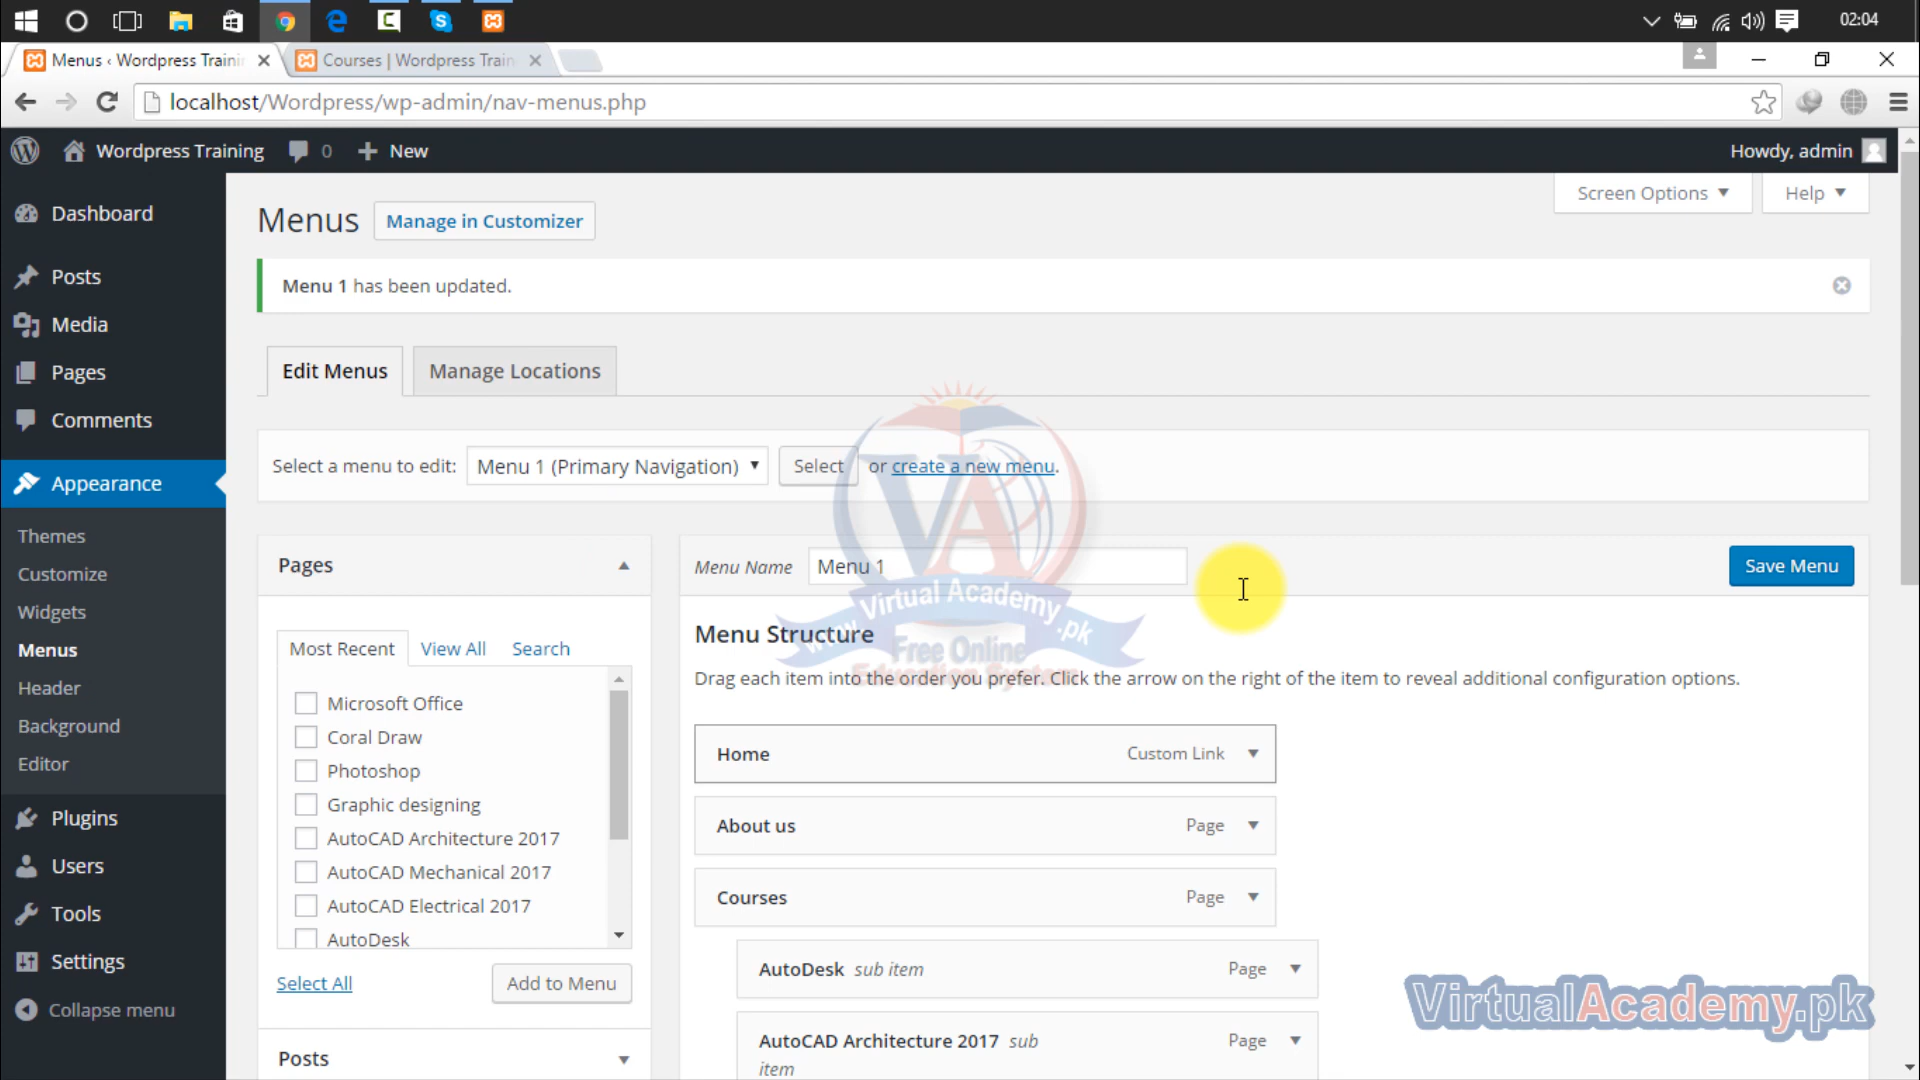 02:04
Menus ‹ Wordpress Traini
Courses | Wordpress Train
localhost/Wordpress/wp-admin/nav-menus.php
Wordpress Training
0
New
Howdy, admin
Dashboard
Posts
Media
Pages
Comments
Appearance
Themes
Customize
Widgets
Menus
Header
Background
Editor
Plugins
Users
Tools
Settings
Collapse menu
Screen Options
Help
Menus
Manage in Customizer
Menu 1 has been updated.
Edit Menus
Manage Locations
Select a menu to edit:
Menu 1 (Primary Navigation)
Select
or create a new menu.
Pages
Most Recent
View All
Search
Microsoft Office
Coral Draw
Photoshop
Graphic designing
AutoCAD Architecture 2017
AutoCAD Mechanical 2017
AutoCAD Electrical 2017
AutoDesk
Select All
Add to Menu
Posts
Menu Name
Menu 1
Save Menu
Menu Structure
Drag each item into the order you prefer. Click the arrow on the right of the item to reveal additional configuration options.
Home
Custom Link
About us
Page
Courses
Page
AutoDesk sub item
Page
AutoCAD Architecture 2017 sub
item
Page
VA
www.VirtualAcademy.pk
Free Online
Education System
VirtualAcademy.pk